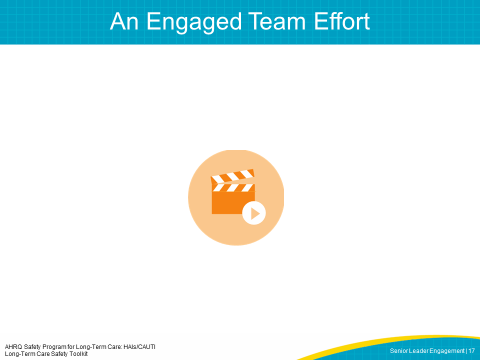 An Engaged Team Effort
AHRQ Safety Program for Long-Term Care: HAIs/CAUTI
Long-Term Care Safety Toolkit
Senior Leader Engagement | 17